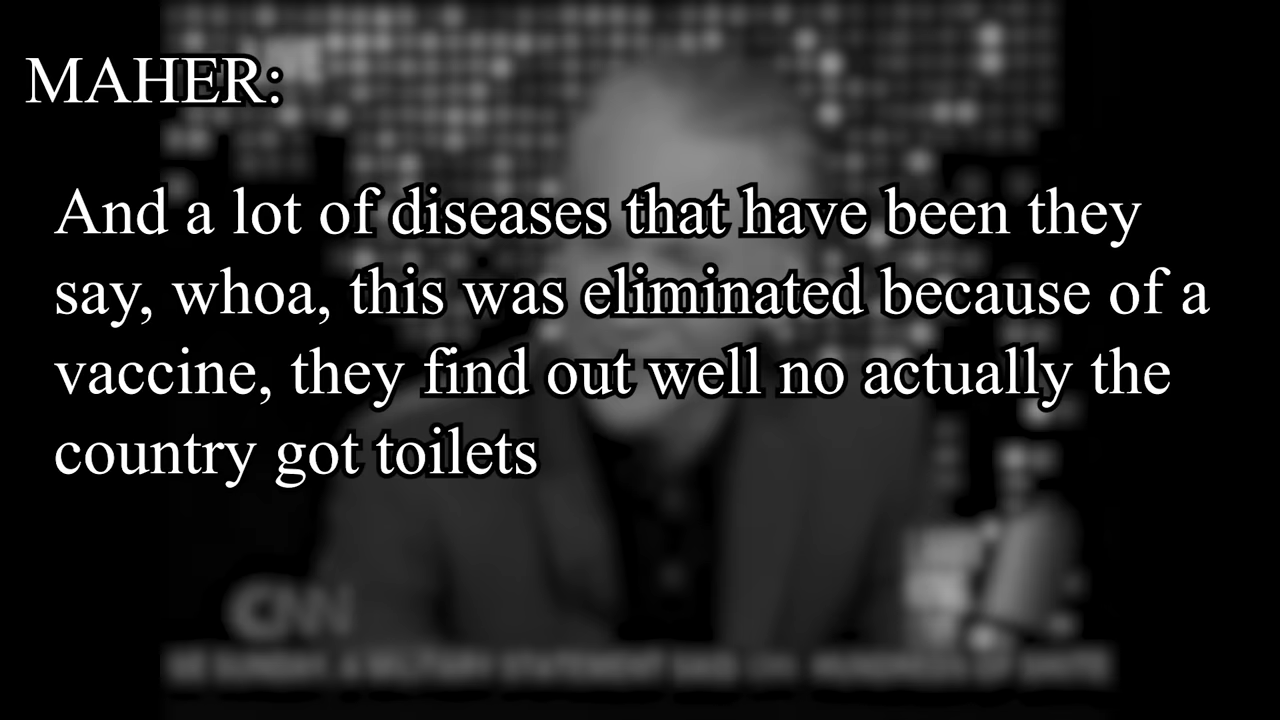 MAHER:
And a lot of diseases that have been they
say, whoa, this was eliminated because of a
vaccine, they find out well no actually the
country got toilets
CNN